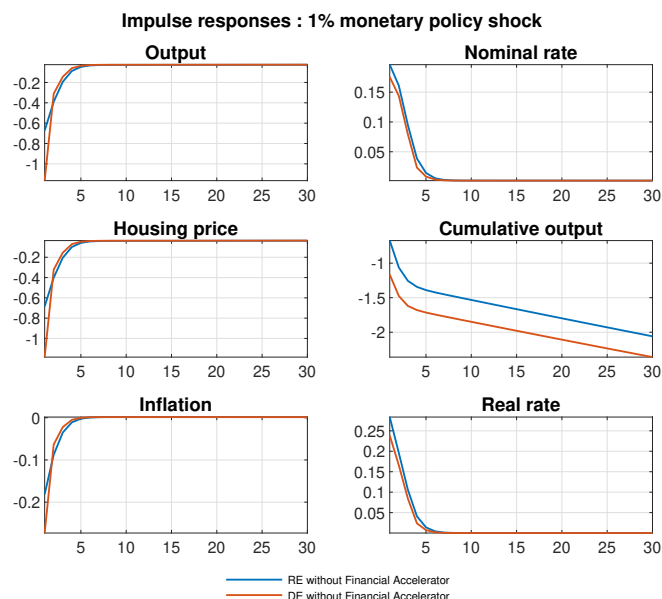 Impulse responses : 1% monetary policy shock
Output
-0.2
-0.4
-0.6
-0.8
-1
5 10 15 20 25 30
Nominal rate
0.15
0.1
0.05
5 10 15 20 25 30
Housing price
-0.2
-0.4
-0.6
-0.8
-1
5 10 15 20 25 30
Cumulative output
-1
-1.5
-2
5 10 15 20 25 30
Inflation
0
-0.1
-0.2
5 10 15 20 25 30
Real rate
0.25
0.2
0.15
0.1
0.05
5 10 15 20 25 30
RE without Financial Accelerator
DE without Financial Accelerator